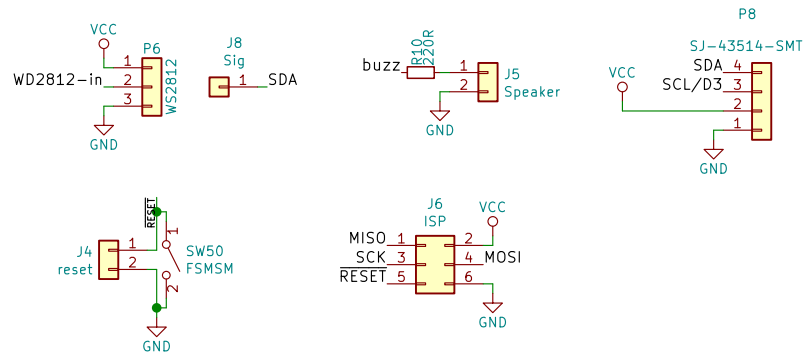 P8
VCC
P6
WS2812
1
WD2812-in
2
3
GND
J8
Sig
1
SDA
buzz
R10
220R
1
2
J5
Speaker
GND
SJ-43514-SMT
VCC
SDA
4
SCL/D3
3
2
1
GND
RESET
J4
reset
1
2
1
2
SW50
FSMSM
GND
J6
ISP
VCC
MISO
1
2
SCK
3
4
MOSI
RESET
5
6
GND